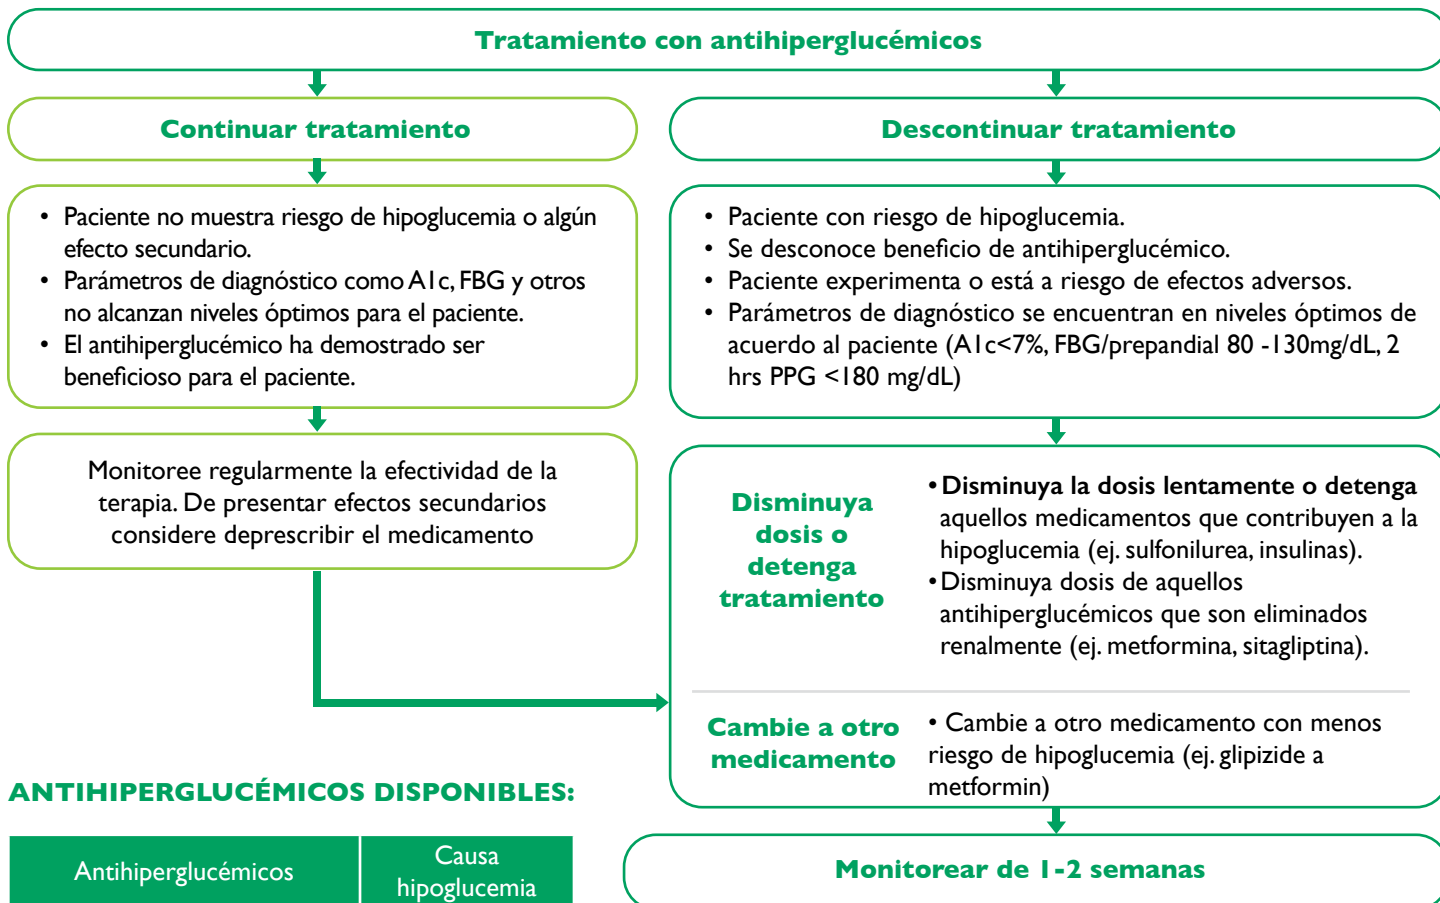 Tratamiento con antihiperglucémicos
Continuar tratamiento
Descontinuar tratamiento
• Paciente no muestra riesgo de hipoglucemia o algún
efecto secundario.
• Parámetros de diagnóstico como A1c, FBG y otros
no alcanzan niveles óptimos para el paciente.
• El antihiperglucémico ha demostrado ser
beneficioso para el paciente.
• Paciente con riesgo de hipoglucemia.
• Se desconoce beneficio de antihiperglucémico.
• Paciente experimenta o está a riesgo de efectos adversos.
• Parámetros de diagnóstico se encuentran en niveles óptimos de
acuerdo al paciente (A1c<7%, FBG/prepandial 80 -130mg/dL, 2
hrs PPG <180 mg/dL)
Monitoree regularmente la efectividad de la
terapia. De presentar efectos secundarios
considere deprescribir el medicamento
Disminuya
dosis o
detenga
tratamiento
• Disminuya la dosis lentamente o detenga
aquellos medicamentos que contribuyen a la
hipoglucemia (ej. sulfonilurea, insulinas).
• Disminuya dosis de aquellos
antihiperglucémicos que son eliminados
renalmente (ej. metformina, sitagliptina).
Cambie a otro
medicamento
• Cambie a otro medicamento con menos
riesgo de hipoglucemia (ej. glipizide a
metformin)
ANTIHIPERGLUCÉMICOS DISPONIBLES:
Antihiperglucémicos
Causa
hipoglucemia
Monitorear de 1-2 semanas